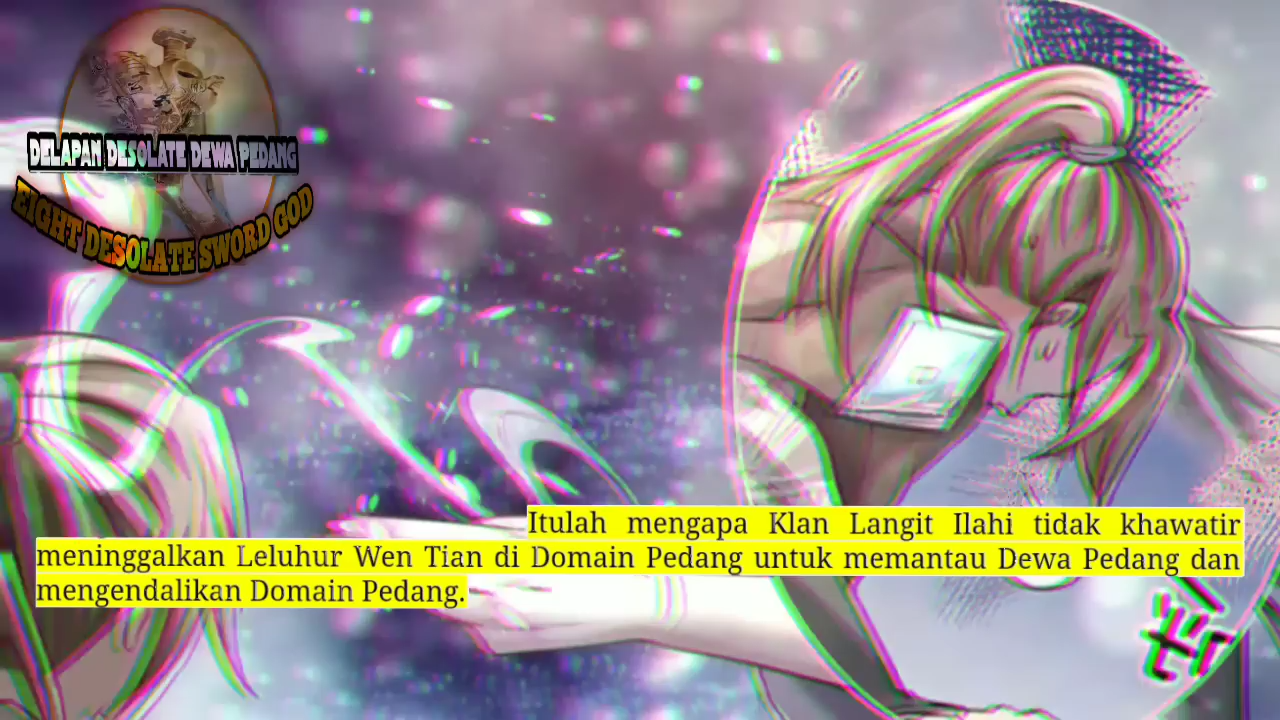 DELAPAN DESOLATE DEWA PEDANG
EIGHT DESOLATE SWORD GOD
Itulah mengapa Klan Langit Ilahi tidak khawatir
meninggalkan Leluhur Wen Tian di Domain Pedang untuk memantau Dewa Pedang dan
mengendalikan Domain Pedang.